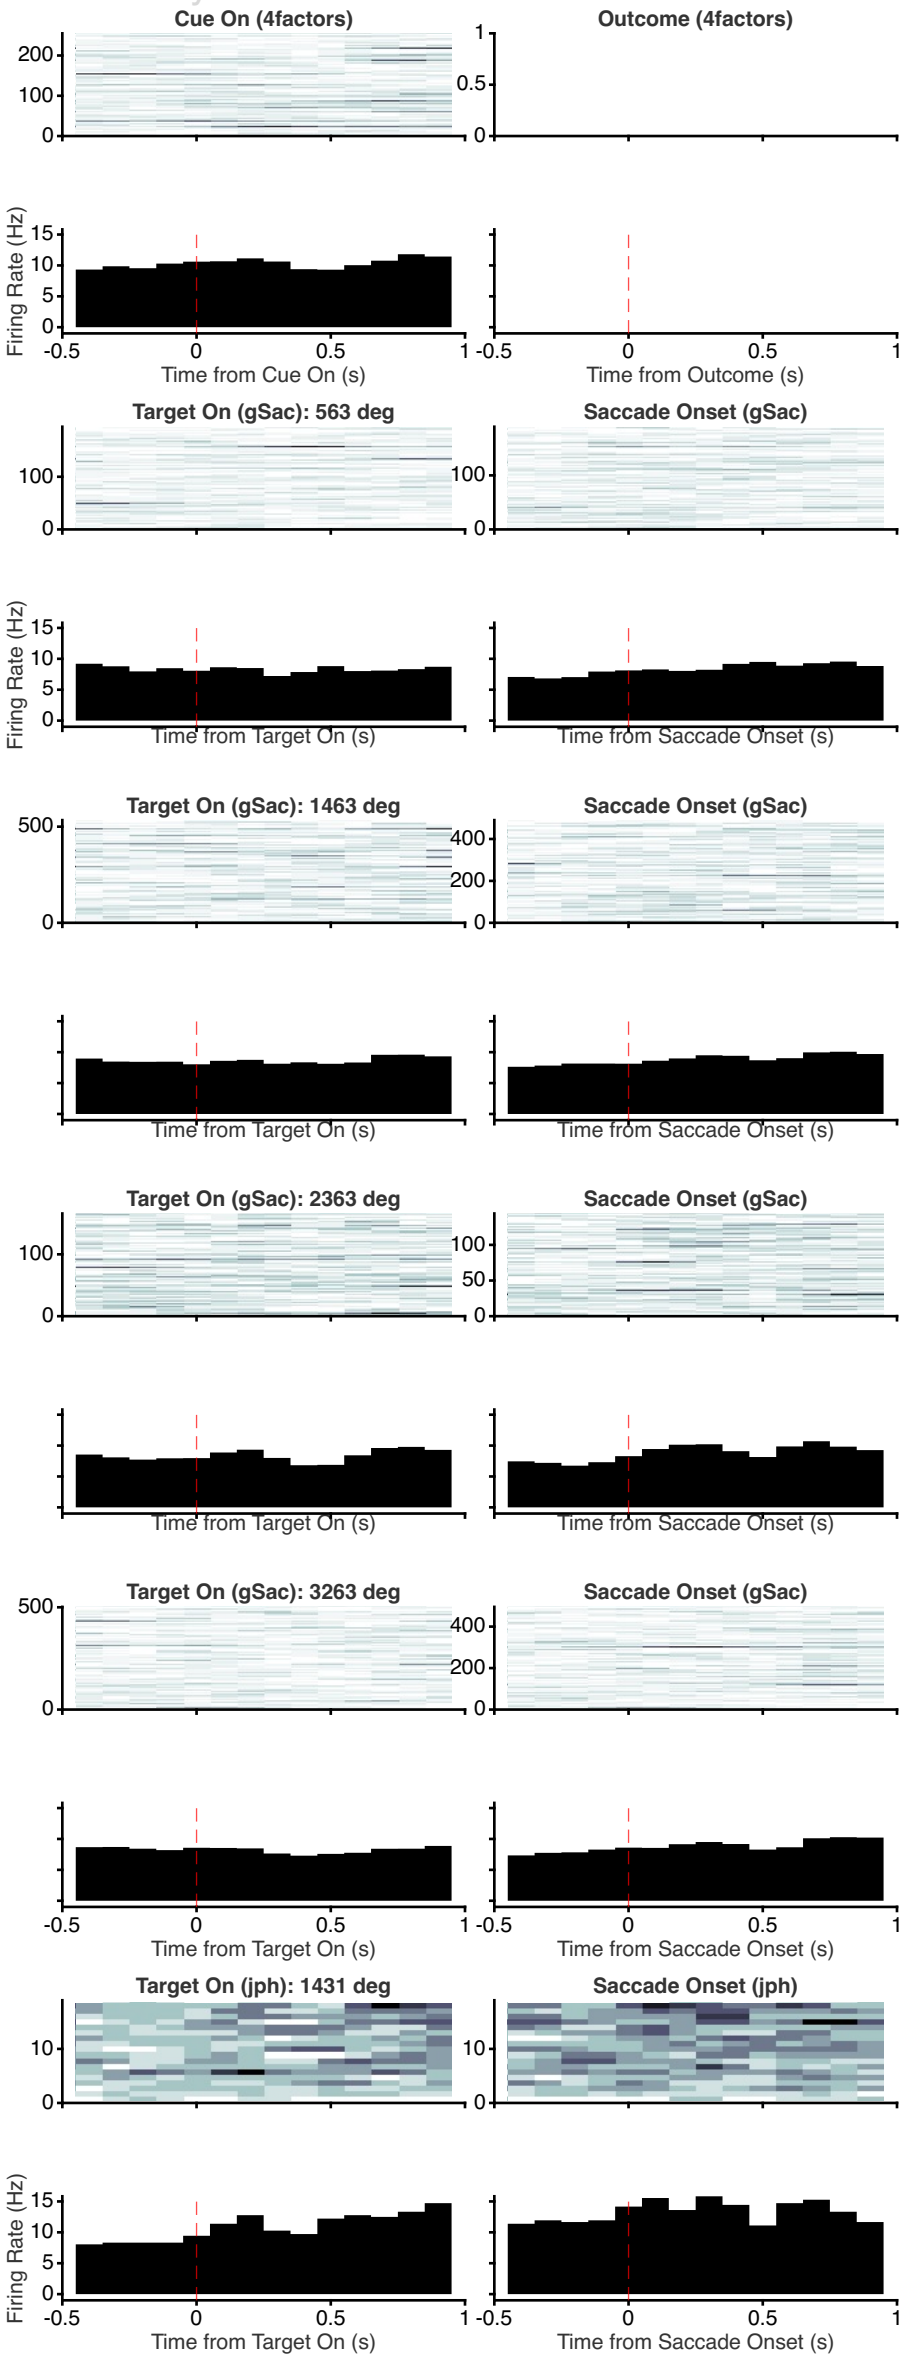 Cue On (4factors)
Outcome (4factors)
200
100
0
1
0.5
0
Firing Rate (Hz)
15
10
5
0
-0.5 0 0.5 1
Time from Cue On (s)
-0.5 0 0.5 1
Time from Outcome (s)
Target On (gSac): 563 deg
Saccade Onset (gSac)
100
0
100
0
Firing Rate (Hz)
15
10
5
0
Time from Target On (s)
Time from Saccade Onset (s)
Target On (gSac): 1463 deg
Saccade Onset (gSac)
500
0
400
200
0
Time from Target On (s)
Time from Saccade Onset (s)
Target On (gSac): 2363 deg
Saccade Onset (gSac)
100
0
100
50
0
Time from Target On (s)
Time from Saccade Onset (s)
Target On (gSac): 3263 deg
Saccade Onset (gSac)
500
0
400
200
0
-0.5 0 0.5 1
Time from Target On (s)
-0.5 0 0.5 1
Time from Saccade Onset (s)
Target On (jph): 1431 deg
Saccade Onset (jph)
10
0
10
0
Firing Rate (Hz)
15
10
5
0
-0.5 0 0.5 1
Time from Target On (s)
-0.5 0 0.5 1
Time from Saccade Onset (s)